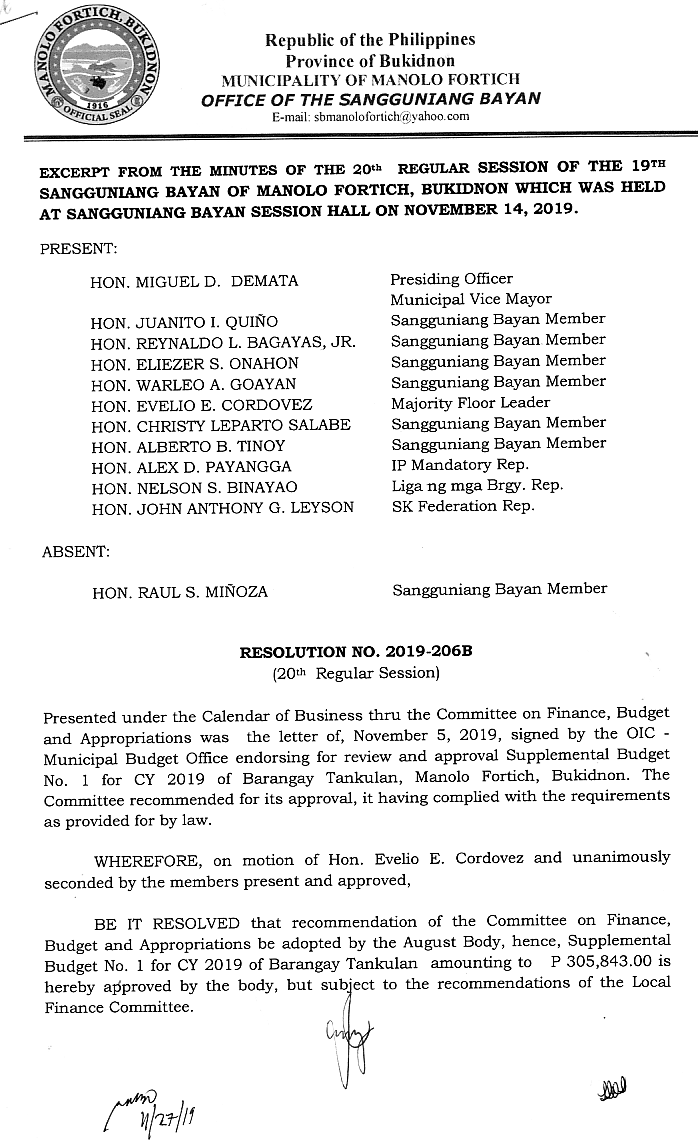 MANOLO FORTICH, BUKIDNON
1916
OFFICIAL SEAL
Republic of the Philippines
Province of Bukidnon
MUNICIPALITY OF MANOLO FORTICH
OFFICE OF THE SANGGUNIANG BAYAN
E-mail: sbmanolofortich@yahoo.com
EXCERPT FROM THE MINUTES OF THE 20th REGULAR SESSION OF THE 19TH
SANGGUNIANG BAYAN OF MANOLO FORTICH, BUKIDNON WHICH WAS HELD
AT SANGGUNIANG BAYAN SESSION HALL ON NOVEMBER 14, 2019.
PRESENT:
HON. MIGUEL D. DEMATA Presiding Officer
Municipal Vice Mayor
HON. JUANITO I. QUIÑO Sangguniang Bayan Member
HON. REYNALDO L. BAGAYAS, JR. Sangguniang Bayan Member
HON. ELIEZER S. ONAHON Sangguniang Bayan Member
HON. WARLEO A. GOAYAN Sangguniang Bayan Member
HON. EVELIO E. CORDOVEZ Majority Floor Leader
HON. CHRISTY LEPARTO SALABE Sangguniang Bayan Member
HON. ALBERTO B. TINOY Sangguniang Bayan Member
HON. ALEX D. PAYANGGA IP Mandatory Rep.
HON. NELSON S. BINAYAO Liga ng mga Brgy. Rep.
HON. JOHN ANTHONY G. LEYSON SK Federation Rep.
ABSENT:
HON. RAUL S. MIÑOZA Sangguniang Bayan Member
RESOLUTION NO. 2019-206B
(20th Regular Session)
Presented under the Calendar of Business thru the Committee on Finance, Budget
and Appropriations was the letter of, November 5, 2019, signed by the OIC -
Municipal Budget Office endorsing for review and approval Supplemental Budget
No. 1 for CY 2019 of Barangay Tankulan, Manolo Fortich, Bukidnon. The
Committee recommended for its approval, it having complied with the requirements
as provided for by law.
WHEREFORE, on motion of Hon. Evelio E. Cordovez and unanimously
seconded by the members present and approved,
BE IT RESOLVED that recommendation of the Committee on Finance,
Budget and Appropriations be adopted by the August Body, hence, Supplemental
Budget No. 1 for CY 2019 of Barangay Tankulan amounting to P 305,843.00 is
hereby approved by the body, but subject to the recommendations of the Local
Finance Committee.
11/27/19